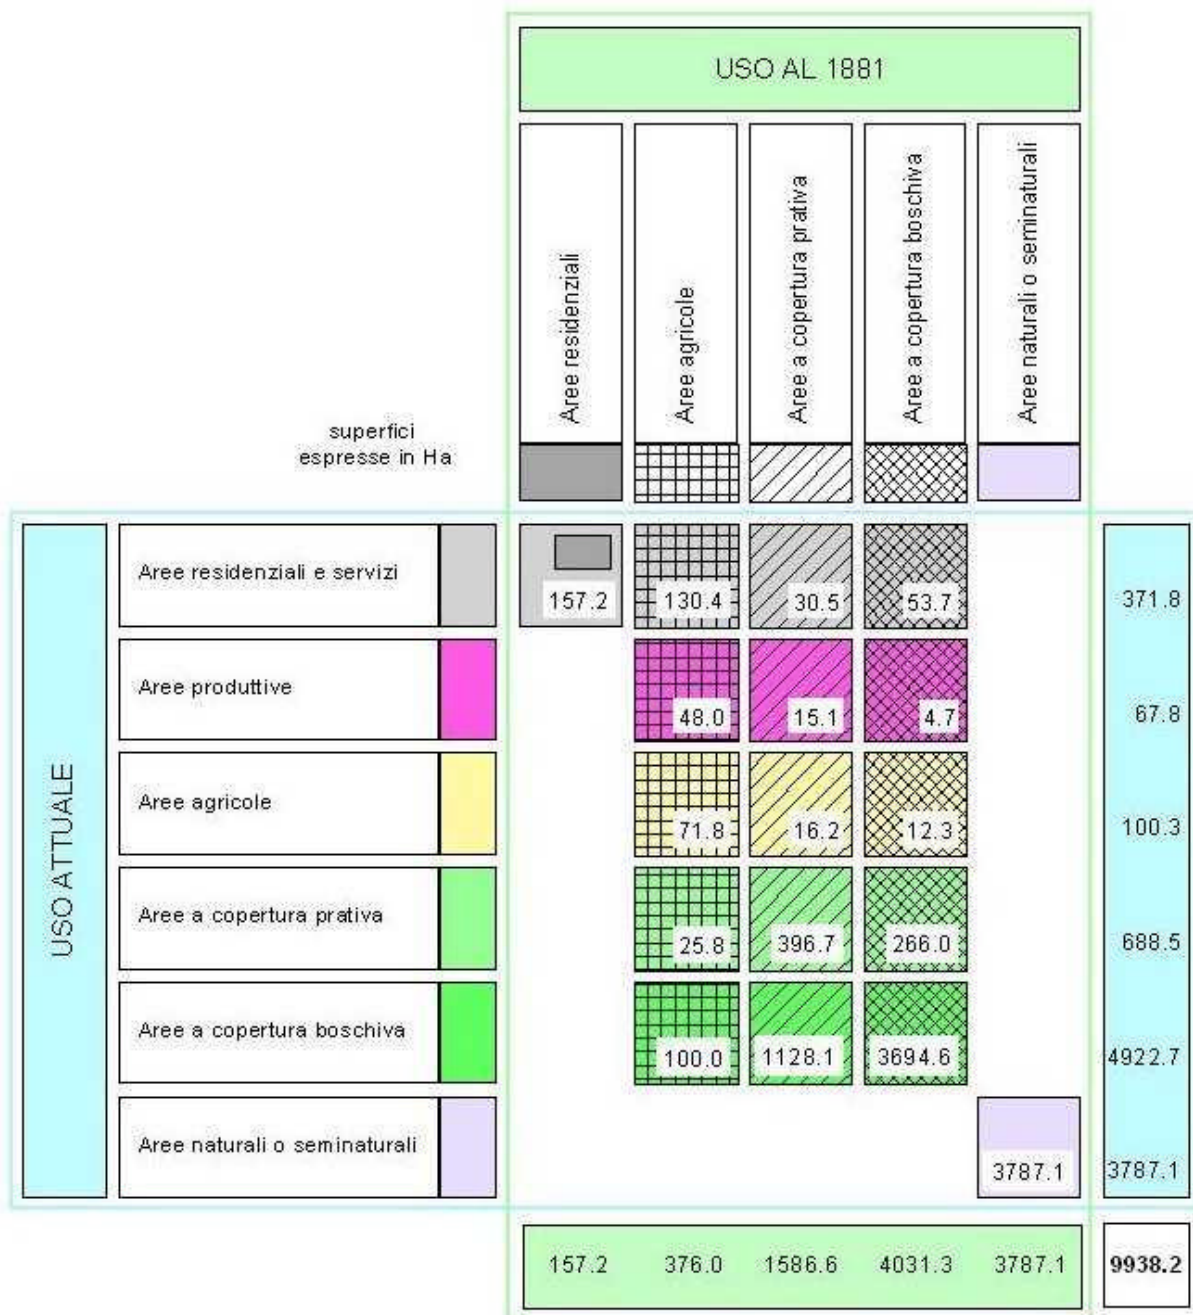 USO AL 1881
Aree residenziali
Aree agricole
Aree a copertura prativa
Aree a copertura boschiva
Aree naturali o seminaturali
superfici
espresse in Ha
USO ATTUALE
Aree residenziali e servizi
157.2 130.4 30.5 53.7 371.8
Aree produttive
48.0 15.1 4.7 67.8
Aree agricole
71.8 16.2 12.3 100.3
Aree a copertura prativa
25.8 396.7 266.0 688.5
Aree a copertura boschiva
100.0 1128.1 3694.6 4922.7
Aree naturali o seminaturali
3787.1 3787.1
157.2 376.0 1586.6 4031.3 3787.1 9938.2